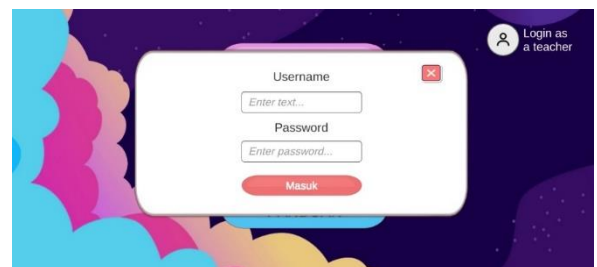 Login as
a teacher
Username
Enter text...
Password
Enter password...
Masuk